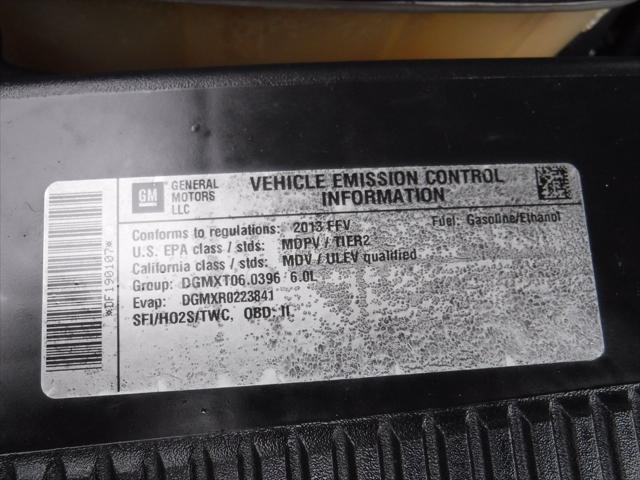 GM
GENERAL
MOTORS
LLC
VEHICLE EMISSION CONTROL
INFORMATION
Conforms to regulations: 2013 FFV
Fuel: Gasoline/Ethanol
U.S. EPA class / stds: MDPV / TIER2
California class / stds: MDV / ULEV qualified
Group: DGMXT06.0396 6.0L
Evap: DGMXR0223841
SFI/HO2S/TWC, OBD: II
*DF190107*